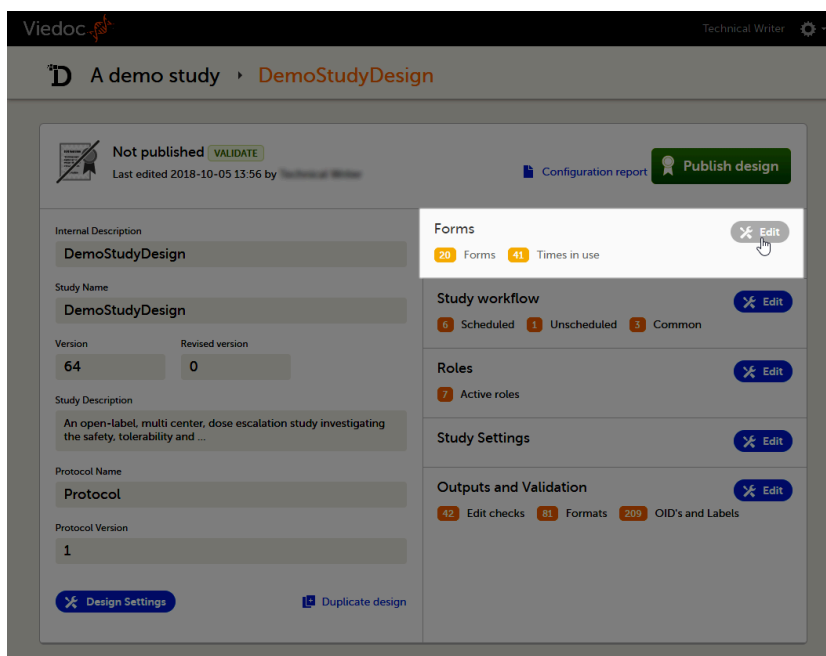 Viedoc
Technical Writer
A demo study
DemoStudyDesign
Not published VALIDATE
Last edited 2018-10-05 13:56 by
Configuration report
Publish design
Internal Description
DemoStudyDesign
Study Name
DemoStudyDesign
Version
Revised version
64
0
Study Description
An open-label, multi center, dose escalation study investigating
the safety, tolerability and ...
Protocol Name
Protocol
Protocol Version
1
Design Settings
Duplicate design
Forms
Edit
20 Forms 41 Times in use
Study workflow
Edit
6 Scheduled 1 Unscheduled 3 Common
Roles
Edit
7 Active roles
Study Settings
Edit
Outputs and Validation
Edit
42 Edit checks 81 Formats 209 OID's and Labels